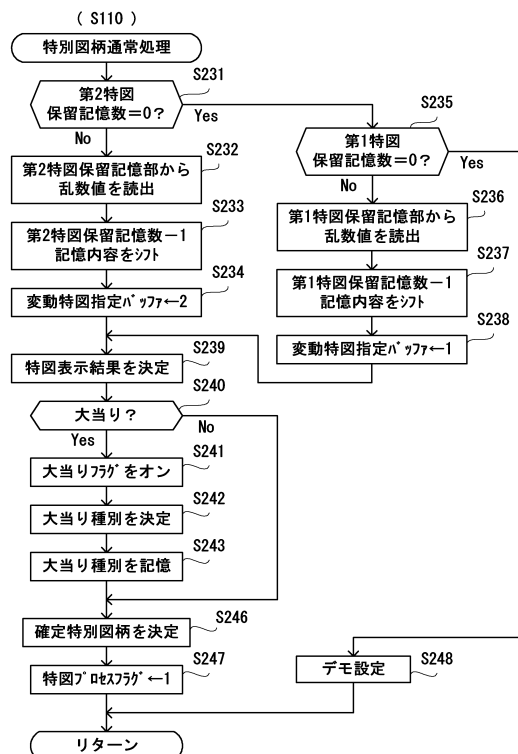 ( S110 )
特別図柄通常処理
S231
第2特図
保留記憶数=0?
Yes
No
S232
第2特図保留記憶部から
乱数値を読出
S233
第2特図保留記憶数-1
記憶内容をシフト
S234
変動特図指定バッファ←2
S235
第1特図
保留記憶数=0?
Yes
No
S236
第1特図保留記憶部から
乱数値を読出
S237
第1特図保留記憶数-1
記憶内容をシフト
S238
変動特図指定バッファ←1
S239
特図表示結果を決定
S240
大当り?
Yes
No
S241
大当りフラグをオン
S242
大当り種別を決定
S243
大当り種別を記憶
S246
確定特別図柄を決定
S247
特図プロセスフラグ←1
S248
デモ設定
リターン